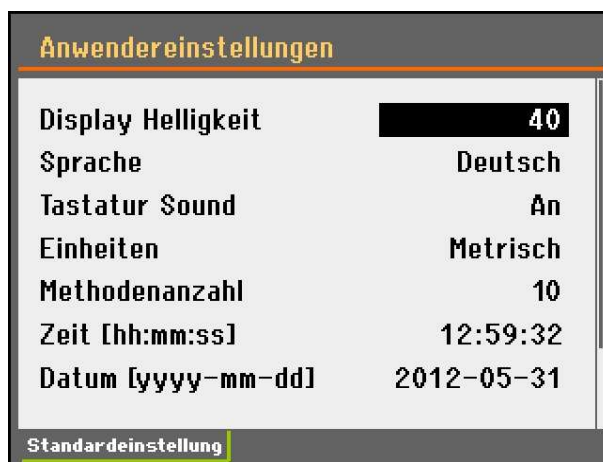 Anwendereinstellungen
Display Helligkeit 40
Sprache Deutsch
Tastatur Sound An
Einheiten Metrisch
Methodenanzahl 10
Zeit [hh:mm:ss] 12:59:32
Datum [yyyy-mm-dd] 2012-05-31
Standardeinstellung